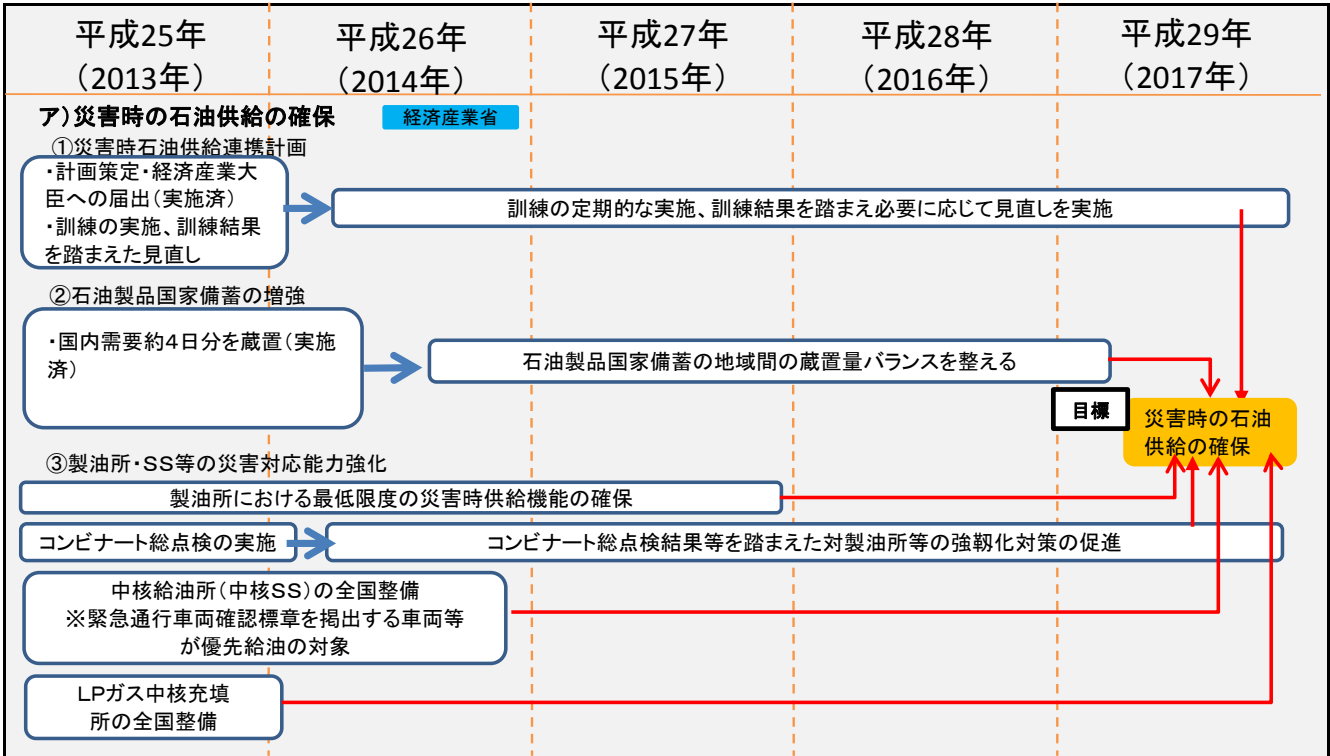 平成25年
（2013年）
平成26年
（2014年）
平成27年
（2015年）
平成28年
（2016年）
平成29年
（2017年）
ア）災害時の石油供給の確保
経済産業省
①災害時石油供給連携計画
・計画策定・経済産業大
臣への届出（実施済）
・訓練の実施、訓練結果
を踏まえた見直し
訓練の定期的な実施、訓練結果を踏まえ必要に応じて見直しを実施
②石油製品国家備蓄の増強
・国内需要約４日分を蔵置（実施
済）
石油製品国家備蓄の地域間の蔵置量バランスを整える
目標
災害時の石油
供給の確保
③製油所・SS等の災害対応能力強化
製油所における最低限度の災害時供給機能の確保
コンビナート総点検の実施
コンビナート総点検結果等を踏まえた対製油所等の強靱化対策の促進
中核給油所（中核SS）の全国整備
※緊急通行車両確認標章を掲出する車両等
が優先給油の対象
LPガス中核充填
所の全国整備